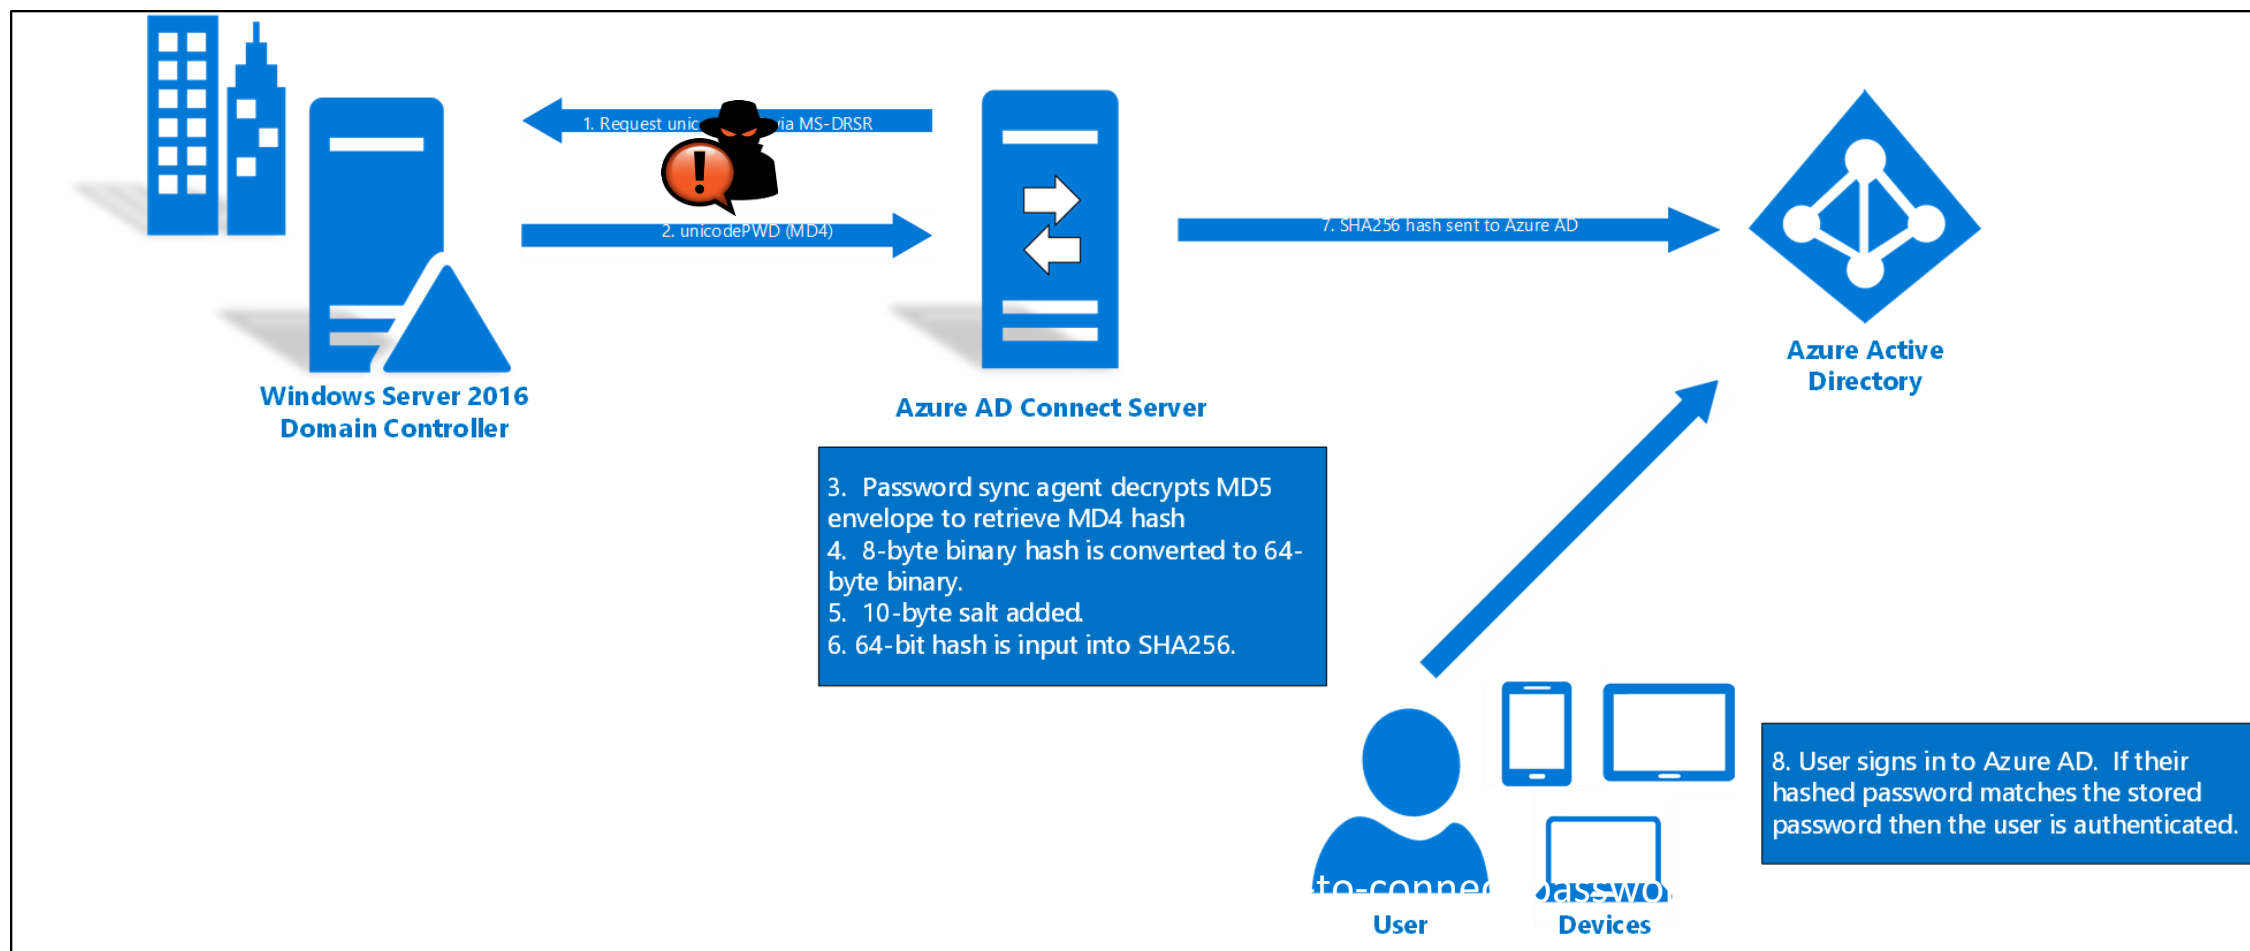 1. Request unic via MS-DRSR
2. unicodePWD (MD4)
7. SHA256 hash sent to Azure AD
Windows Server 2016
Domain Controller
Azure AD Connect Server
Azure Active
Directory
3. Password sync agent decrypts MD5
envelope to retrieve MD4 hash
4. 8-byte binary hash is converted to 64-
byte binary.
5. 10-byte salt added.
6. 64-bit hash is input into SHA256.
8. User signs in to Azure AD. If their
hashed password matches the stored
password then the user is authenticated.
-to-connec passwo
User
Devices